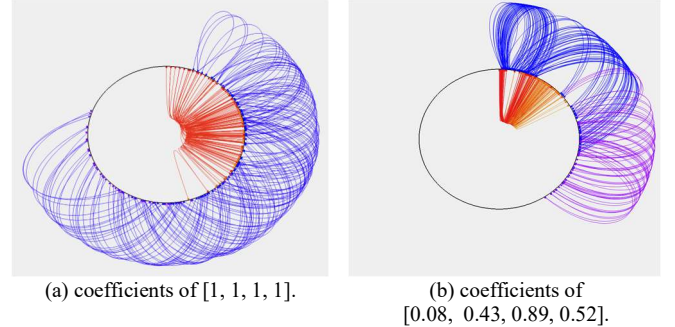 (a) coefficients of [1, 1, 1, 1].
(b) coefficients of
[0.08, 0.43, 0.89, 0.52].